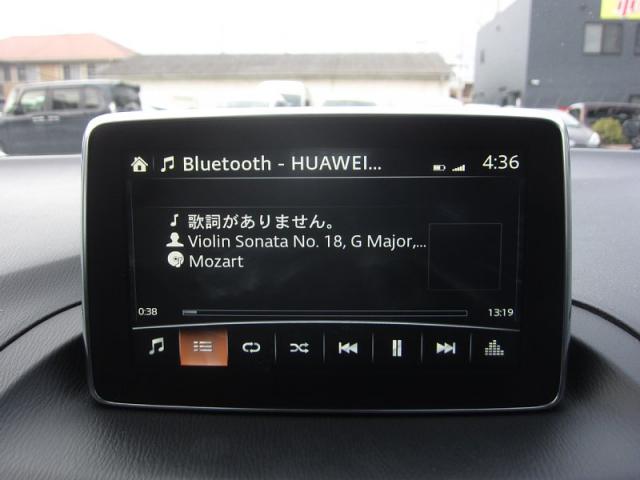 Bluetooth - HUAWEI... 4:36
歌詞がありません。
Violin Sonata No. 18, G Major,...
Mozart
0:38 13:19